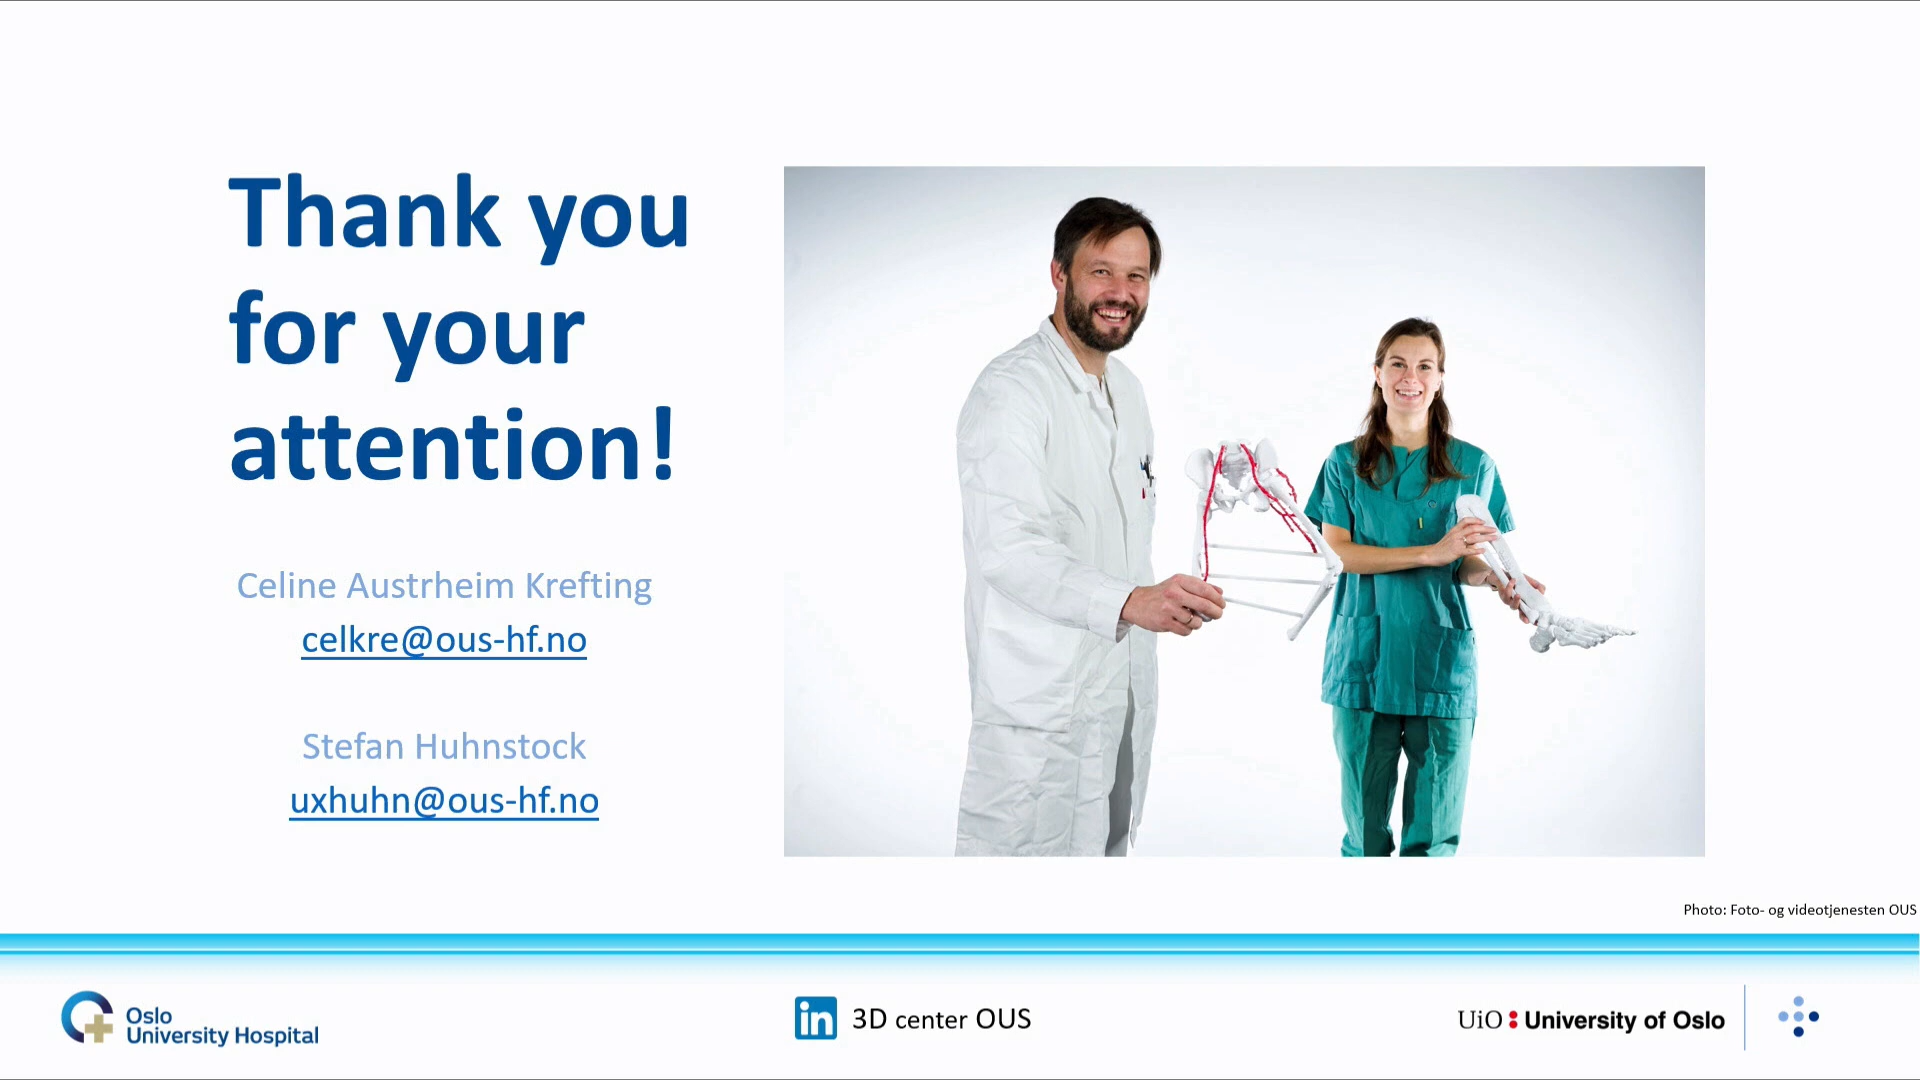 Thank you
for your
attention!
Celine Austrheim Krefting
celkre@ous-hf.no
Stefan Huhnstock
uxhuhn@ous-hf.no
Photo: Foto- og videotjenesten OUS
Oslo
University Hospital
in
3D center OUS
UiO University of Oslo